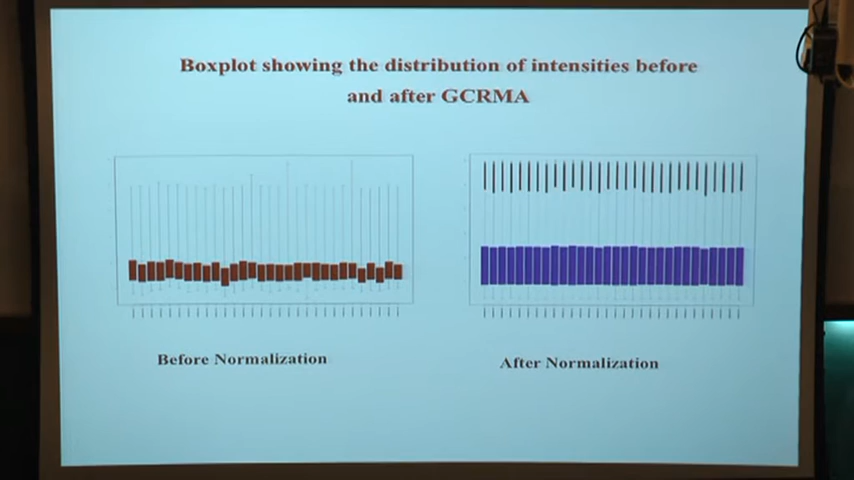 Boxplot showing the distribution of intensities before
and after GCRMA
Before Normalization
After Normalization